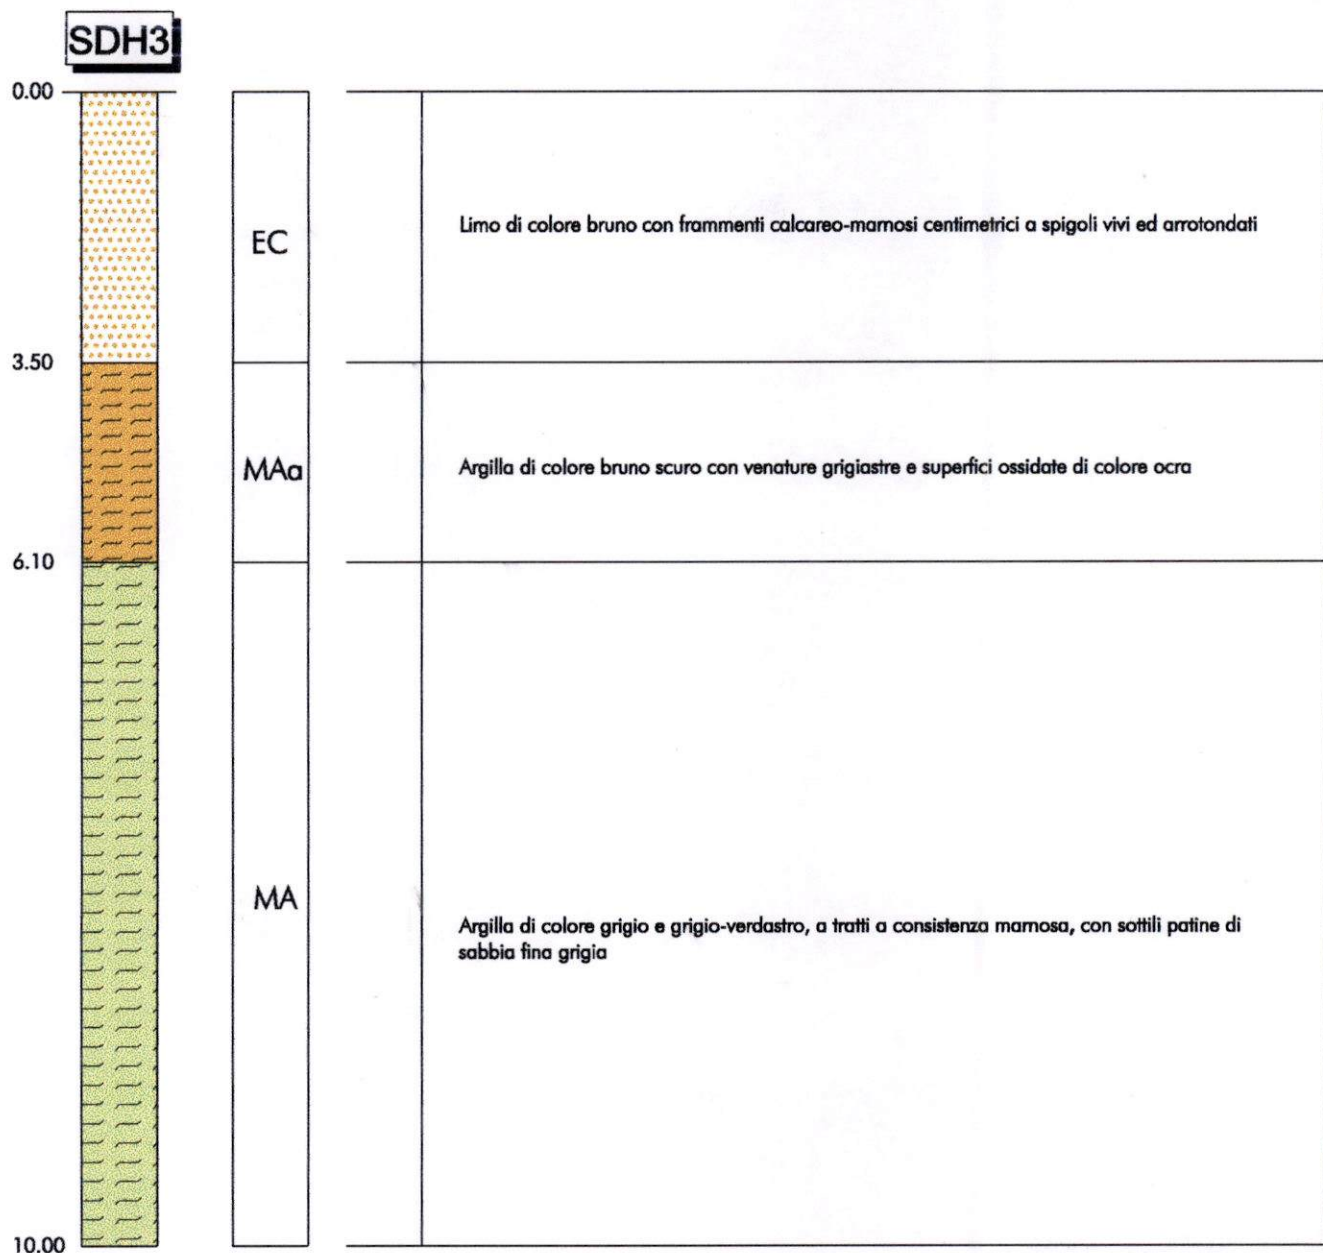 SDH3
0.00
EC
Limo di colore bruno con frammenti calcareo-marnosi centimetrici a spigoli vivi ed arrotondati
3.50
MAa
Argilla di colore bruno scuro con venature grigiastre e superfici ossidate di colore ocra
6.10
MA
Argilla di colore grigio e grigio-verdastro, a tratti a consistenza marnosa, con sottili patine di
sabbia fina grigia
10.00